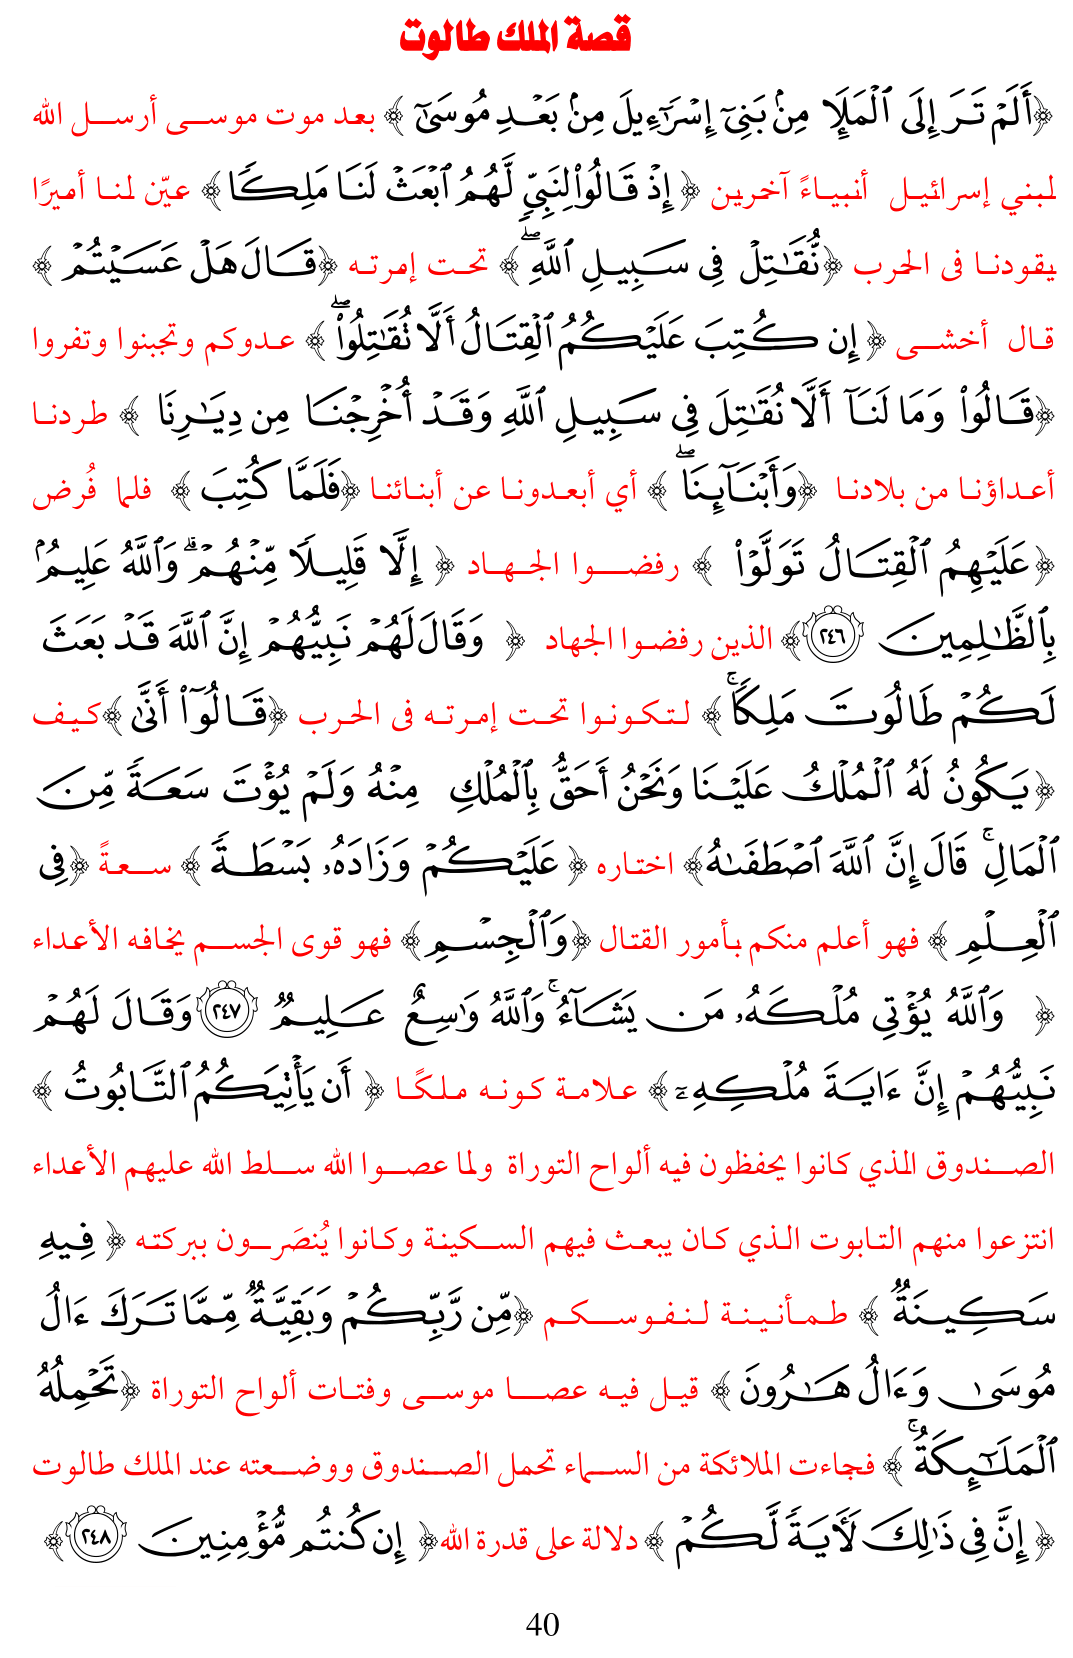 قصة الملك طالوت
﴿أَلَمْ تَرَ إِلَى ٱلْمَلَإِ مِنۢ بَنِىٓ إِسْرَٰٓءِيلَ مِنۢ بَعْدِ مُوسَىٰٓ ﴾ بعد موت موسى أرسل الله
لبني إسرائيل أنبياءً آخرين ﴿ إِذْ قَالُوا۟ لِنَبِىٍّۢ لَّهُمُ ٱبْعَثْ لَنَا مَلِكًۭا ﴾ عيّن لمنا أميرًا
يقودنا فى الحرب ﴿نُّقَـٰتِلْ فِى سَبِيلِ ٱللَّهِ ۖ ﴾ تحت إمرته ﴿قَالَ هَلْ عَسَيْتُمْ ﴾
قال أخشى ﴿ إِن كُتِبَ عَلَيْكُمُ ٱلْقِتَالُ أَلَّا تُقَـٰتِلُوا۟ ۖ ﴾ عدوكم وتجبنوا وتفروا
﴿قَالُوا۟ وَمَا لَنَآ أَلَّا نُقَـٰتِلَ فِى سَبِيلِ ٱللَّهِ وَقَدْ أُخْرِجْنَا مِن دِيَـٰرِنَا ﴾ طردنا
أعداؤنا من بلادنا ﴿وَأَبْنَآئِنَا ۖ ﴾ أي أبعدونا عن أبنائنا ﴿فَلَمَّا كُتِبَ ﴾ فلما فُرض
﴿عَلَيْهِمُ ٱلْقِتَالُ تَوَلَّوْا۟ ﴾ رفضوا الجهاد ﴿ إِلَّا قَلِيلًۭا مِّنْهُمْ ۗ وَٱللَّهُ عَلِيمٌۢ
بِٱلظَّـٰلِمِينَ ٢٤٦﴾ الذين رفضوا الجهاد ﴿ وَقَالَ لَهُمْ نَبِيُّهُمْ إِنَّ ٱللَّهَ قَدْ بَعَثَ
لَكُمْ طَالُوتَ مَلِكًۭا ۚ ﴾ لتكونوا تحت إمرته فى الحرب ﴿قَالُوٓا۟ أَنَّىٰ ﴾كيف
﴿يَكُونُ لَهُ ٱلْمُلْكُ عَلَيْنَا وَنَحْنُ أَحَقُّ بِٱلْمُلْكِ مِنْهُ وَلَمْ يُؤْتَ سَعَةًۭ مِّنَ
ٱلْمَالِ ۚ قَالَ إِنَّ ٱللَّهَ ٱصْطَفَىٰهُ﴾ اختاره ﴿ عَلَيْكُمْ وَزَادَهُۥ بَسْطَةًۭ ﴾ سعةً ﴿فِى
ٱلْعِلْمِ ﴾ فهو أعلم منكم بأمور القتال ﴿وَٱلْجِسْمِ﴾ فهو قوى الجسم يخافه الأعداء
﴿ وَٱللَّهُ يُؤْتِى مُلْكَهُۥ مَن يَشَآءُ ۚ وَٱللَّهُ وَٰسِعٌ عَلِيمٌۭ ٢٤٧ وَقَالَ لَهُمْ
نَبِيُّهُمْ إِنَّ ءَايَةَ مُلْكِهِۦٓ ﴾ علامة كونه ملكًا ﴿ أَن يَأْتِيَكُمُ ٱلتَّابُوتُ ﴾
الصندوق المذي كانوا يحفظون فيه ألواح التوراة ولما عصوا الله سلط الله عليهم الأعداء
انتزعوا منهم التابوت الذي كان يبعث فيهم السكينة وكانوا يُنصَرون ببركته ﴿ فِيهِ
سَكِينَةٌۭ ﴾ طمأنينة لنفوسكم ﴿مِّن رَّبِّكُمْ وَبَقِيَّةٌۭ مِّمَّا تَرَكَ ءَالُ
مُوسَىٰ وَءَالُ هَـٰرُونَ ﴾ قيل فيه عصا موسى وفتات ألواح التوراة ﴿تَحْمِلُهُ
ٱلْمَلَـٰٓئِكَةُ ۚ ﴾ فجاءت الملائكة من السماء تحمل الصندوق ووضعته عند الملك طالوت
﴿ إِنَّ فِى ذَٰلِكَ لَـَٔايَةًۭ لَّكُمْ ﴾ دلالة على قدرة الله﴿ إِن كُنتُم مُّؤْمِنِينَ ٢٤٨﴾
40